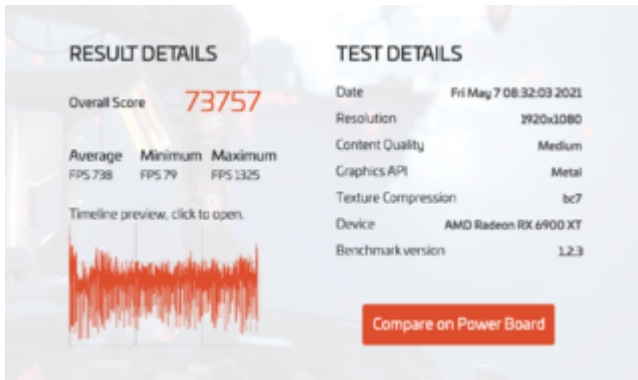 RESULT DETAILS
Overall Score 73757
Average Minimum Maximum
FPS 738 FPS 79 FPS 1325
Timeline preview, click to open.
TEST DETAILS
Date Fri May 7 08:32:03 2021
Resolution 1920x1080
Content Quality Medium
Graphics API Metal
Texture Compression bc7
Device AMD Radeon RX 6900 XT
Benchmark version 1.2.3
Compare on Power Board